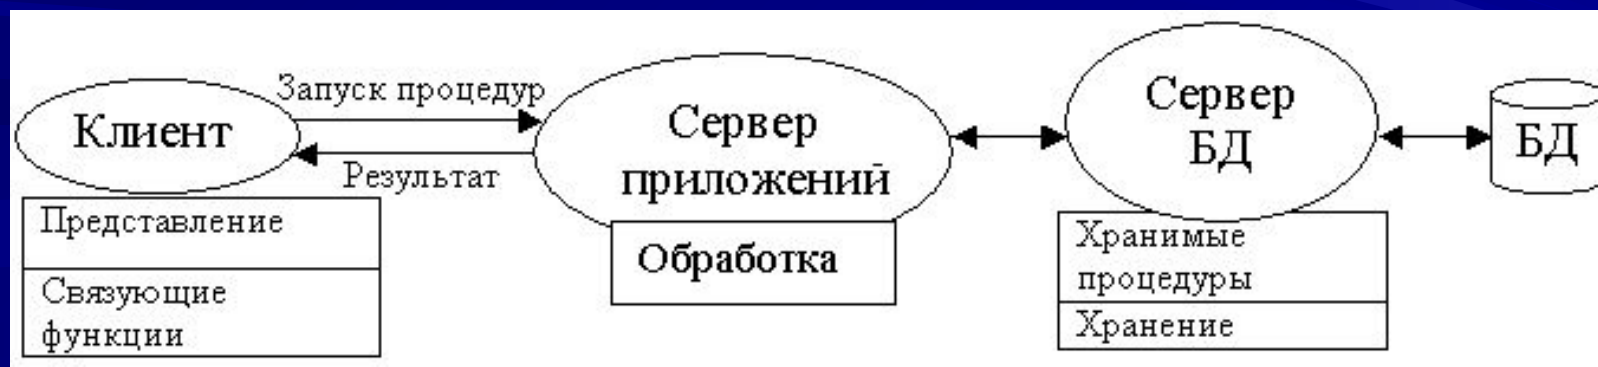 Запуск процедур
Клиент
Результат
Представление
Связующие
функции
Сервер
приложений
Обработка
Сервер
БД
Хранимые
процедуры
Хранение
БД